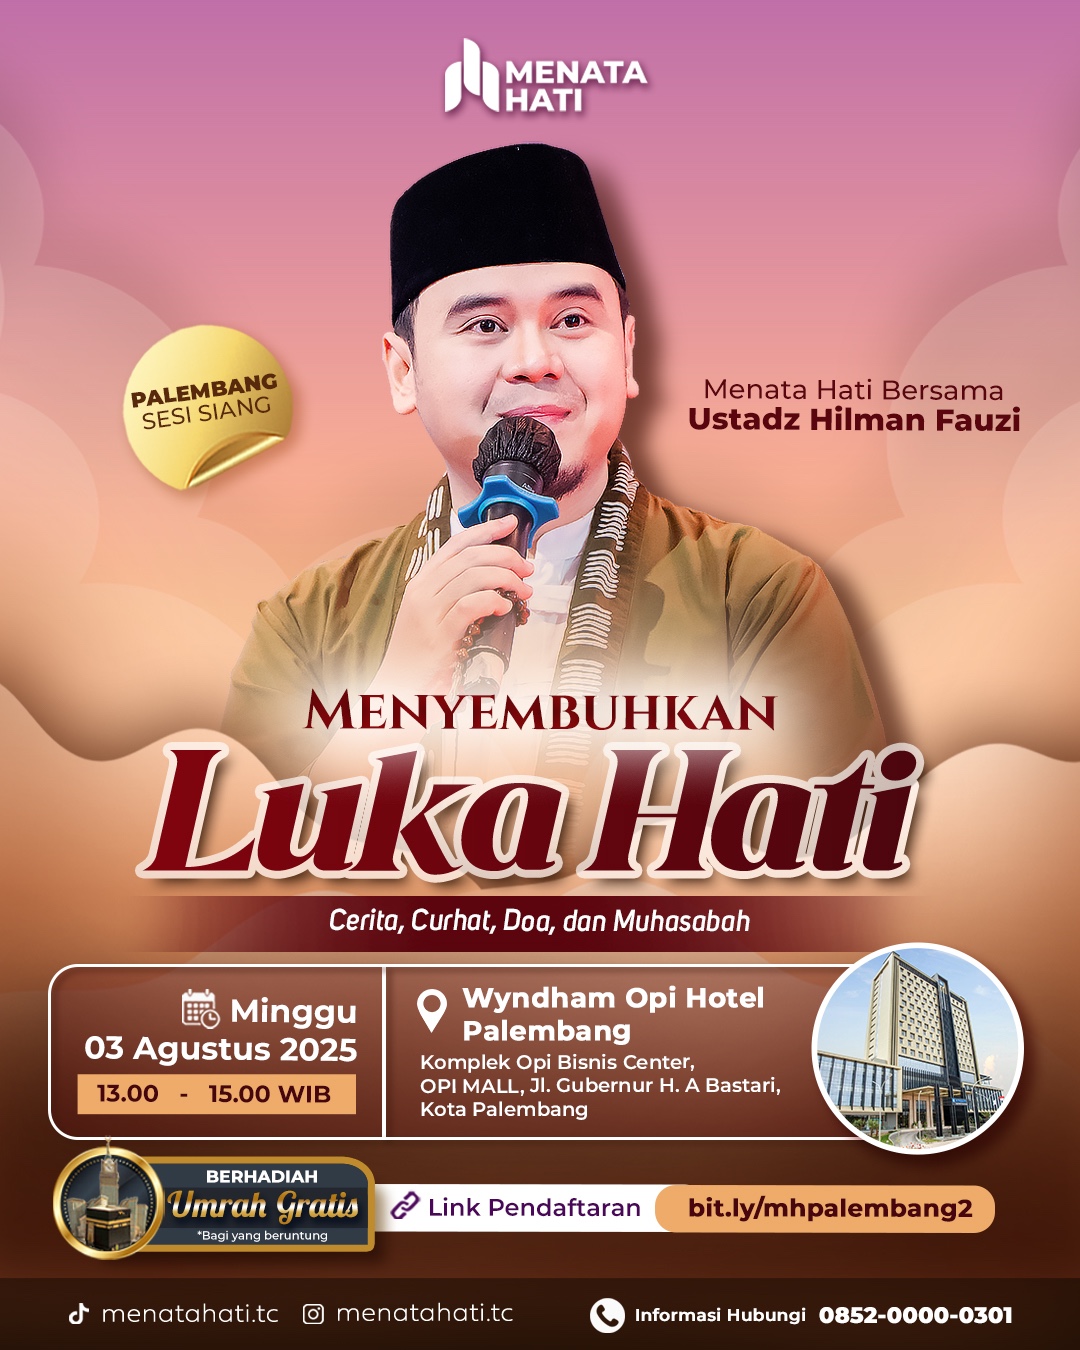 MENATA
HATI
PALEMBANG
SESI SIANG
Menata Hati Bersama
Ustadz Hilman Fauzi
MENYEMBUHKAN
Luka Hati
Cerita, Curhat, Doa, dan Muhasabah
Minggu
03 Agustus 2025
13.00 - 15.00 WIB
Wyndham Opi Hotel
Palembang
Komplek Opi Bisnis Center,
OPI MALL, Jl. Gubernur H. A Bastari,
Kota Palembang
BERHADIAH
Umrah Gratis
*Bagi yang beruntung
Link Pendaftaran
bit.ly/mhpalembang2
menatahati.tc
menatahati.tc
Informasi Hubungi 0852-0000-0301